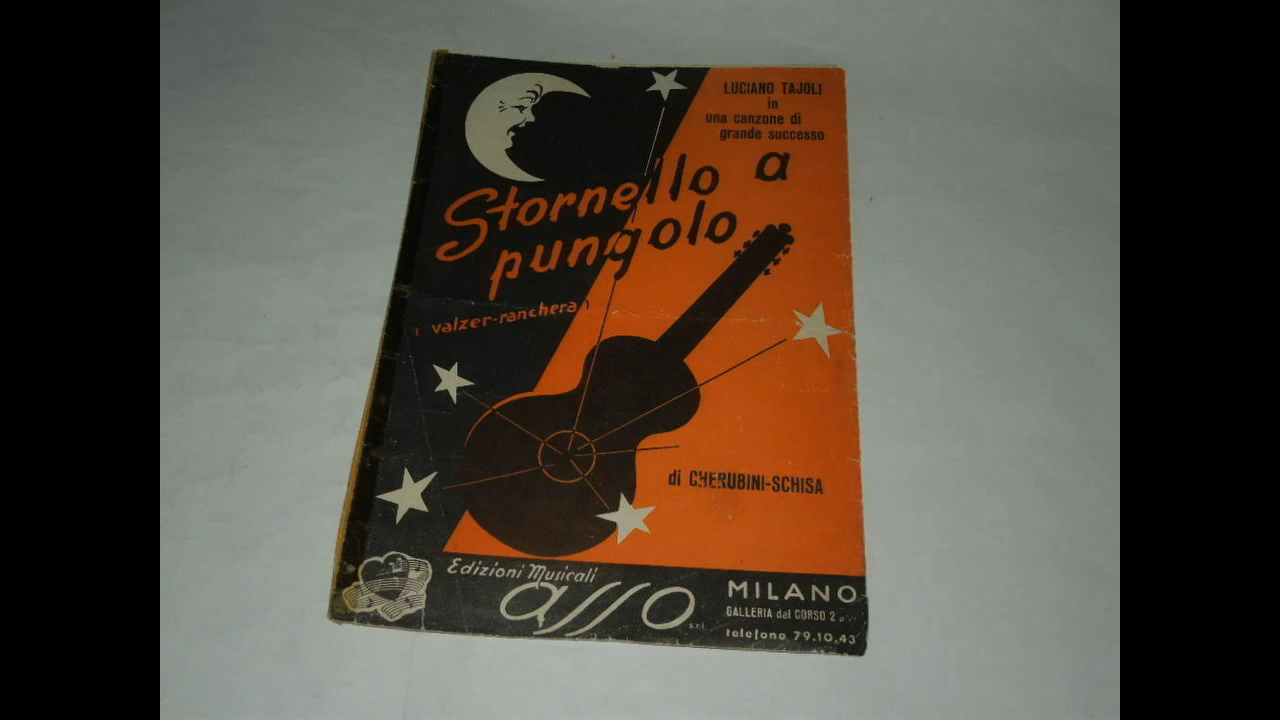 LUCIANO TAJOLI
in
una canzone di
grande successo
Stornello a
pungolo
(valzer-ranchera)
di CHERUBINI-SCHISA
Edizioni Musicali
asso s.r.l.
MILANO
GALLERIA del CORSO 2
telefono 79.10.43